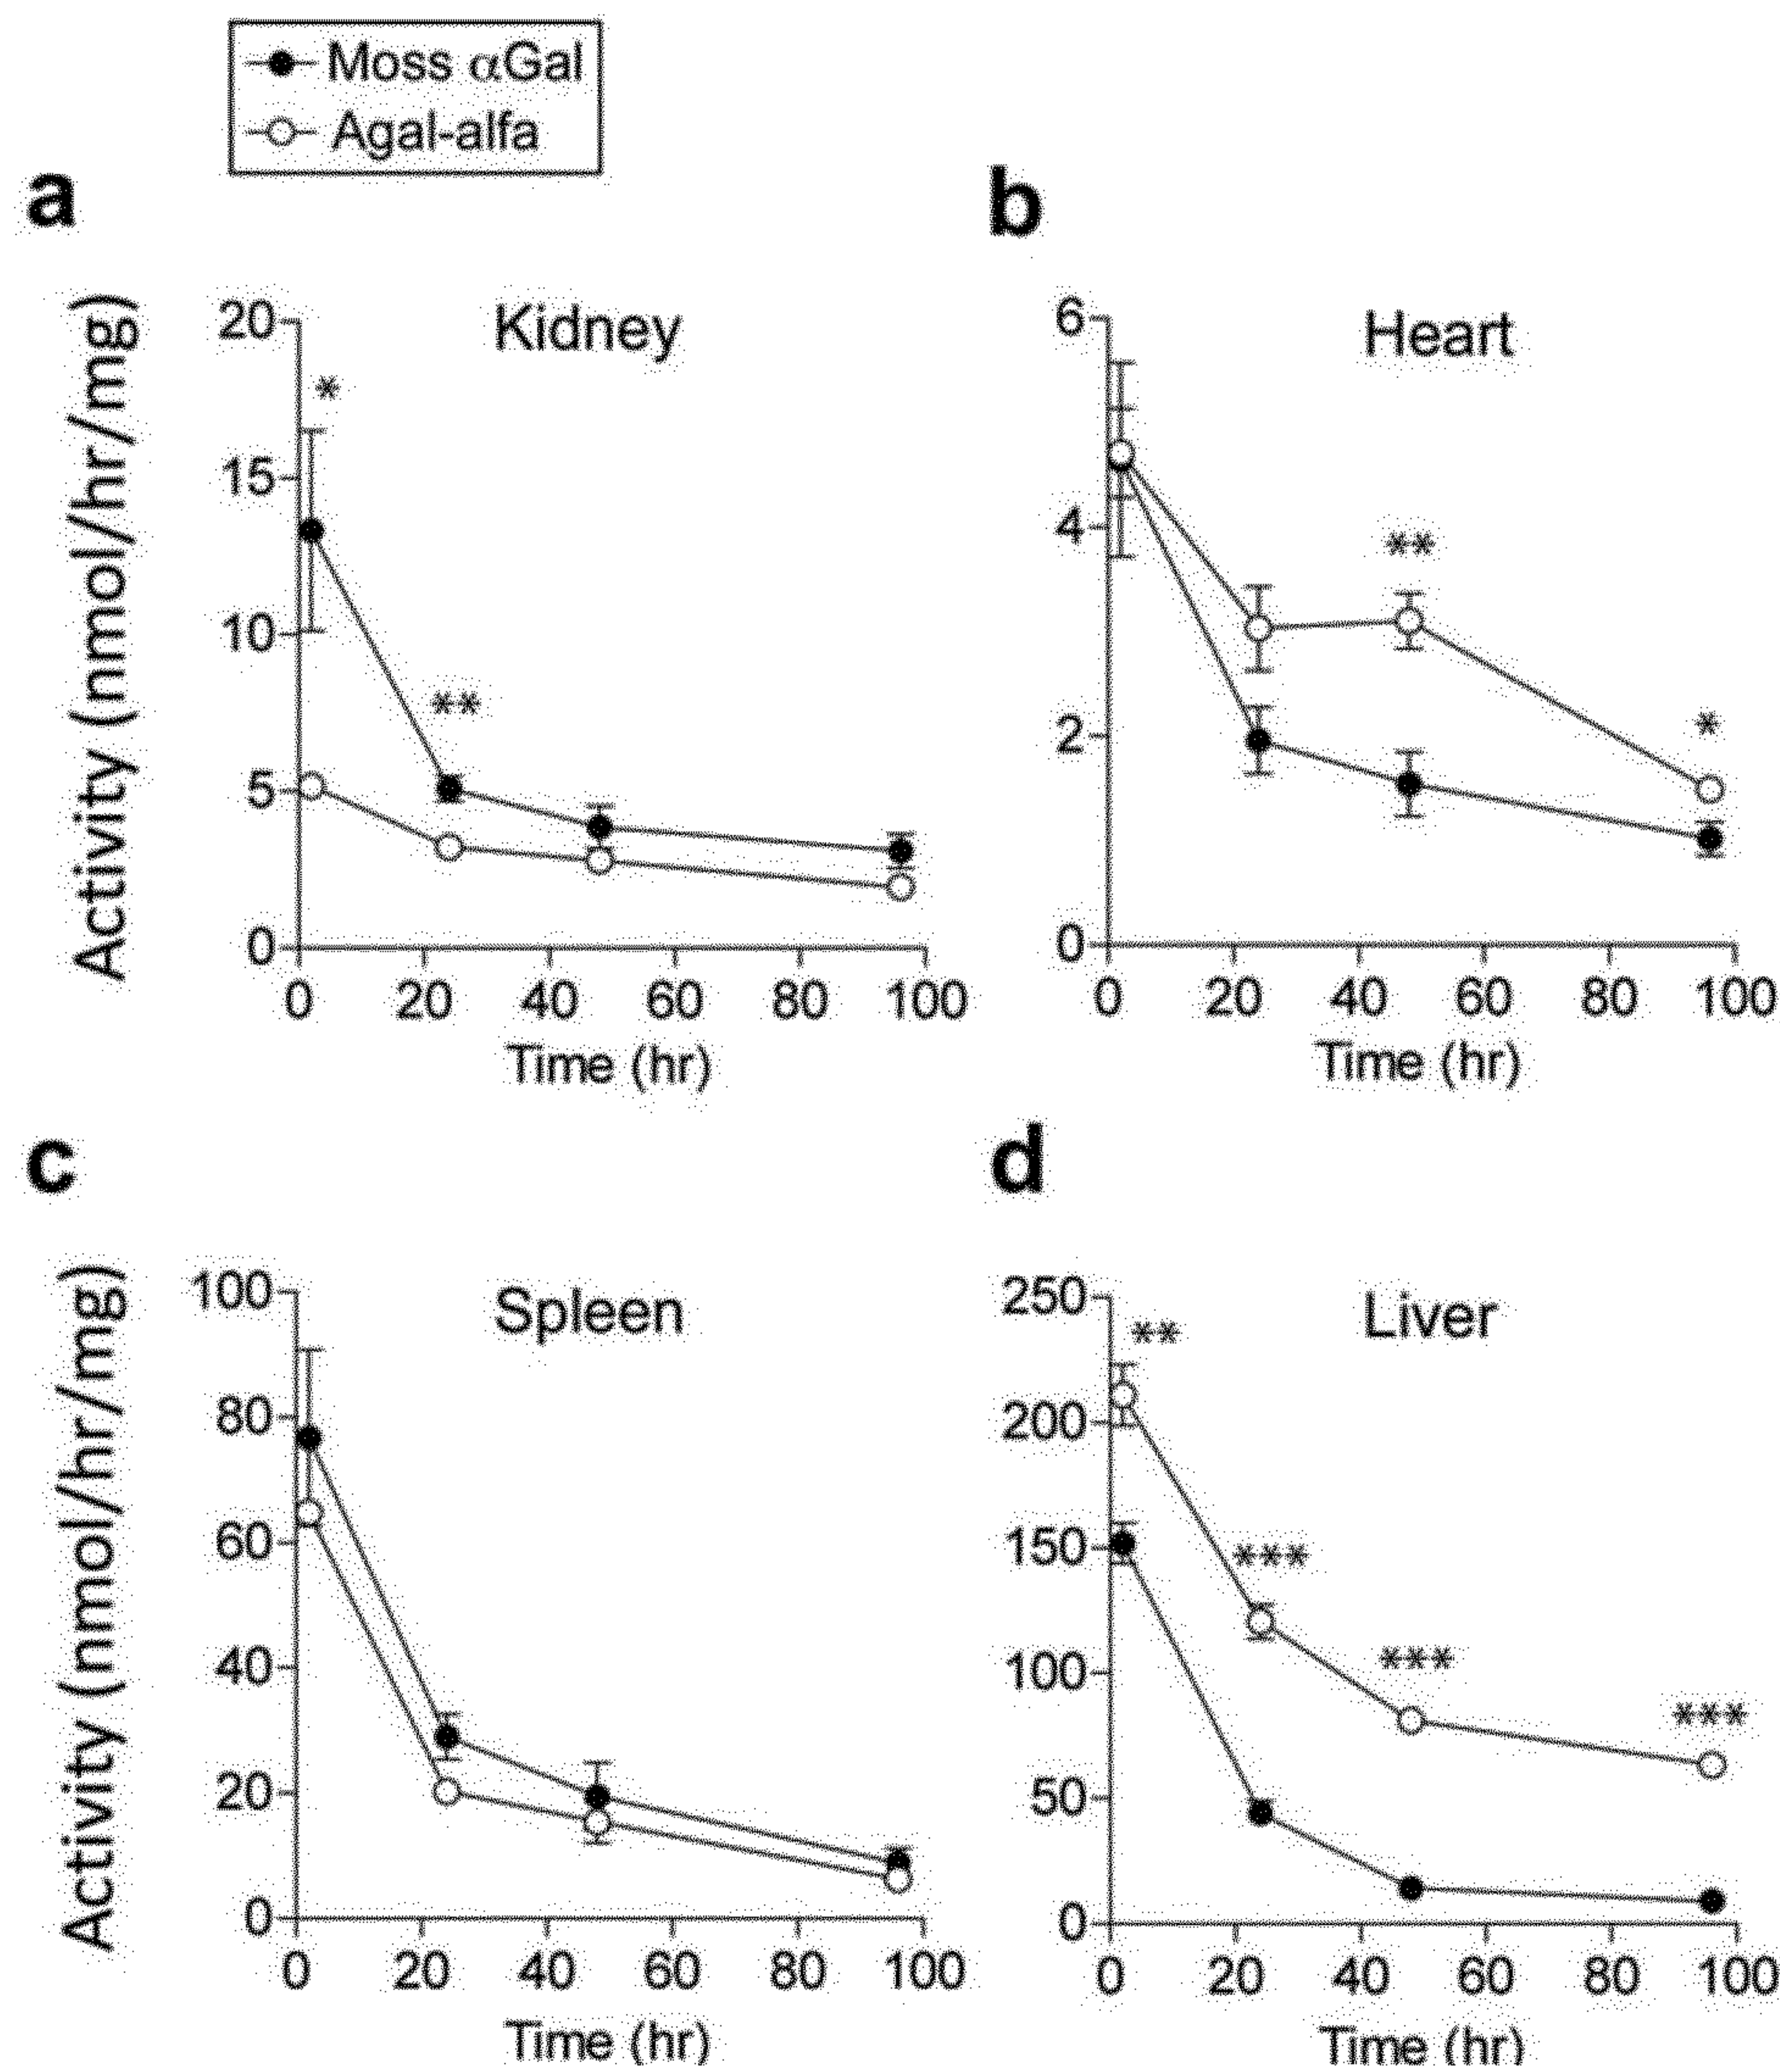 Moss αGal
Agal-alfa
a
b
Activity (nmol/hr/mg)
Kidney
20
15
10
5
0
*
**
0 20 40 60 80 100
Time (hr)
Heart
6
4
2
0
**
*
0 20 40 60 80 100
Time (hr)
c
d
Activity (nmol/hr/mg)
Spleen
100
80
60
40
20
0
0 20 40 60 80 100
Time (hr)
Liver
250
200
150
100
50
0
**
***
***
***
0 20 40 60 80 100
Time (hr)